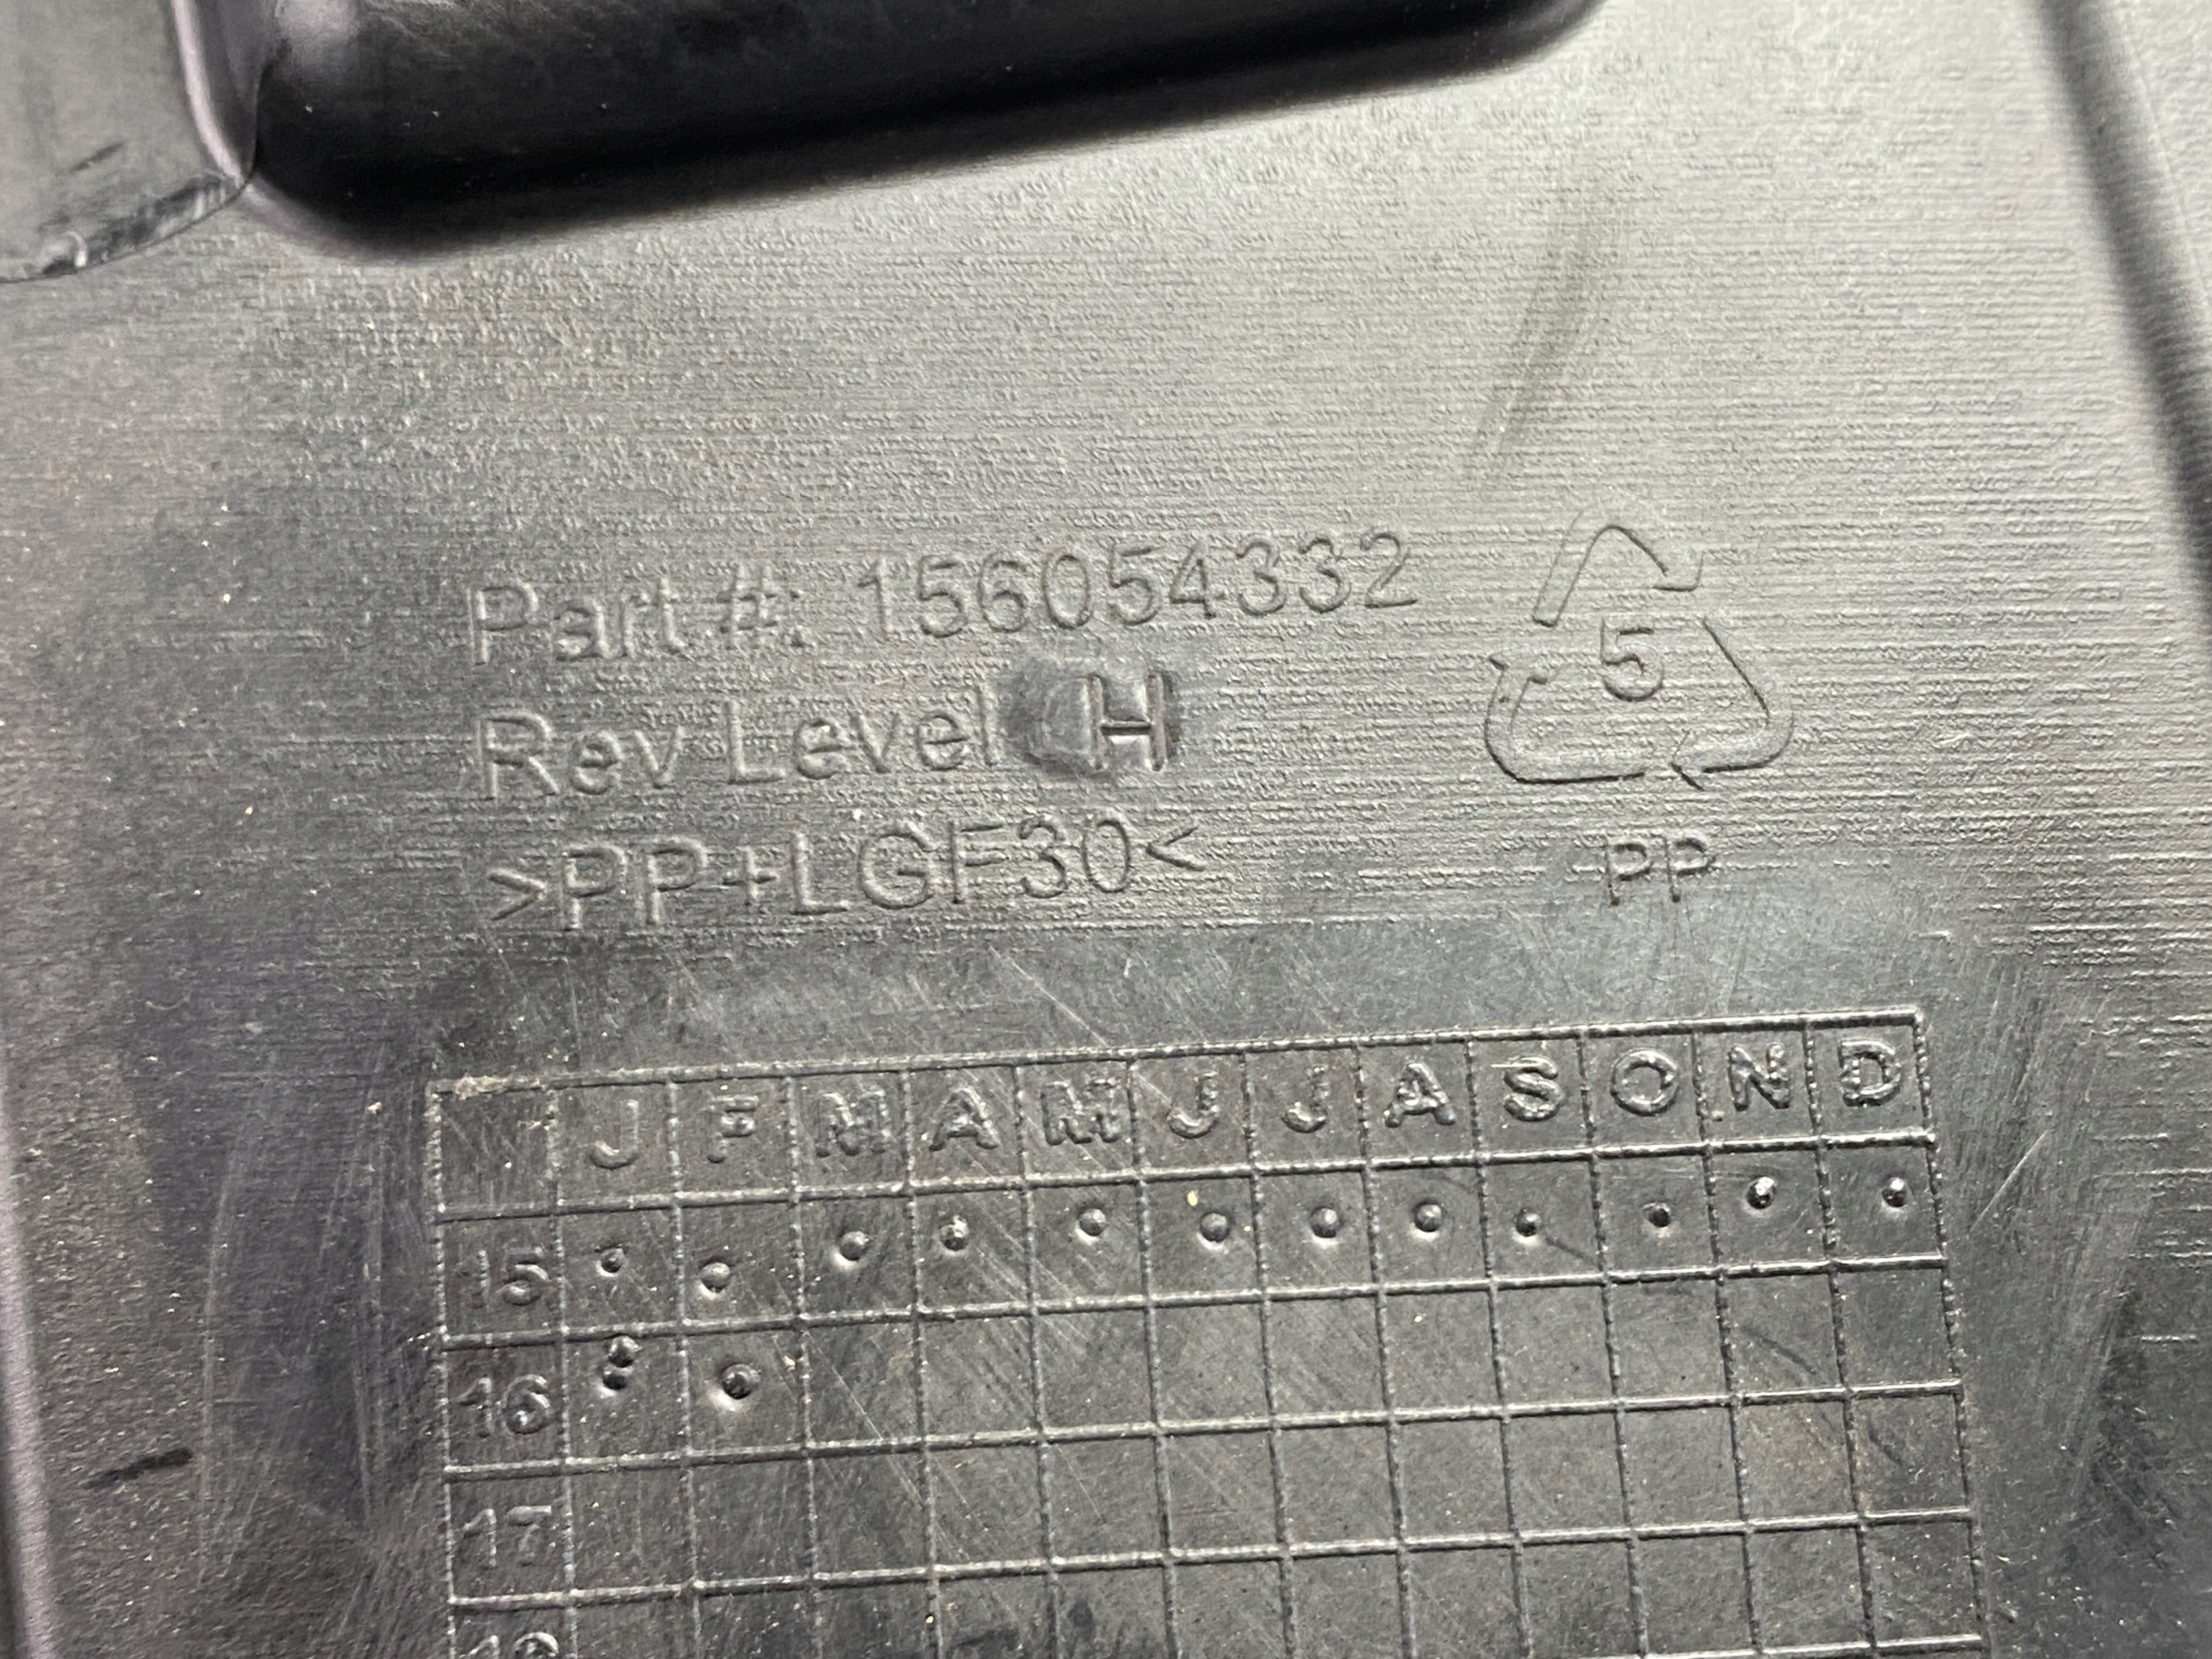 Part #: 156054332
Rev Level H
>PP+LGF30<
5
PP
J F M A M J J A S O N D
15
16
17